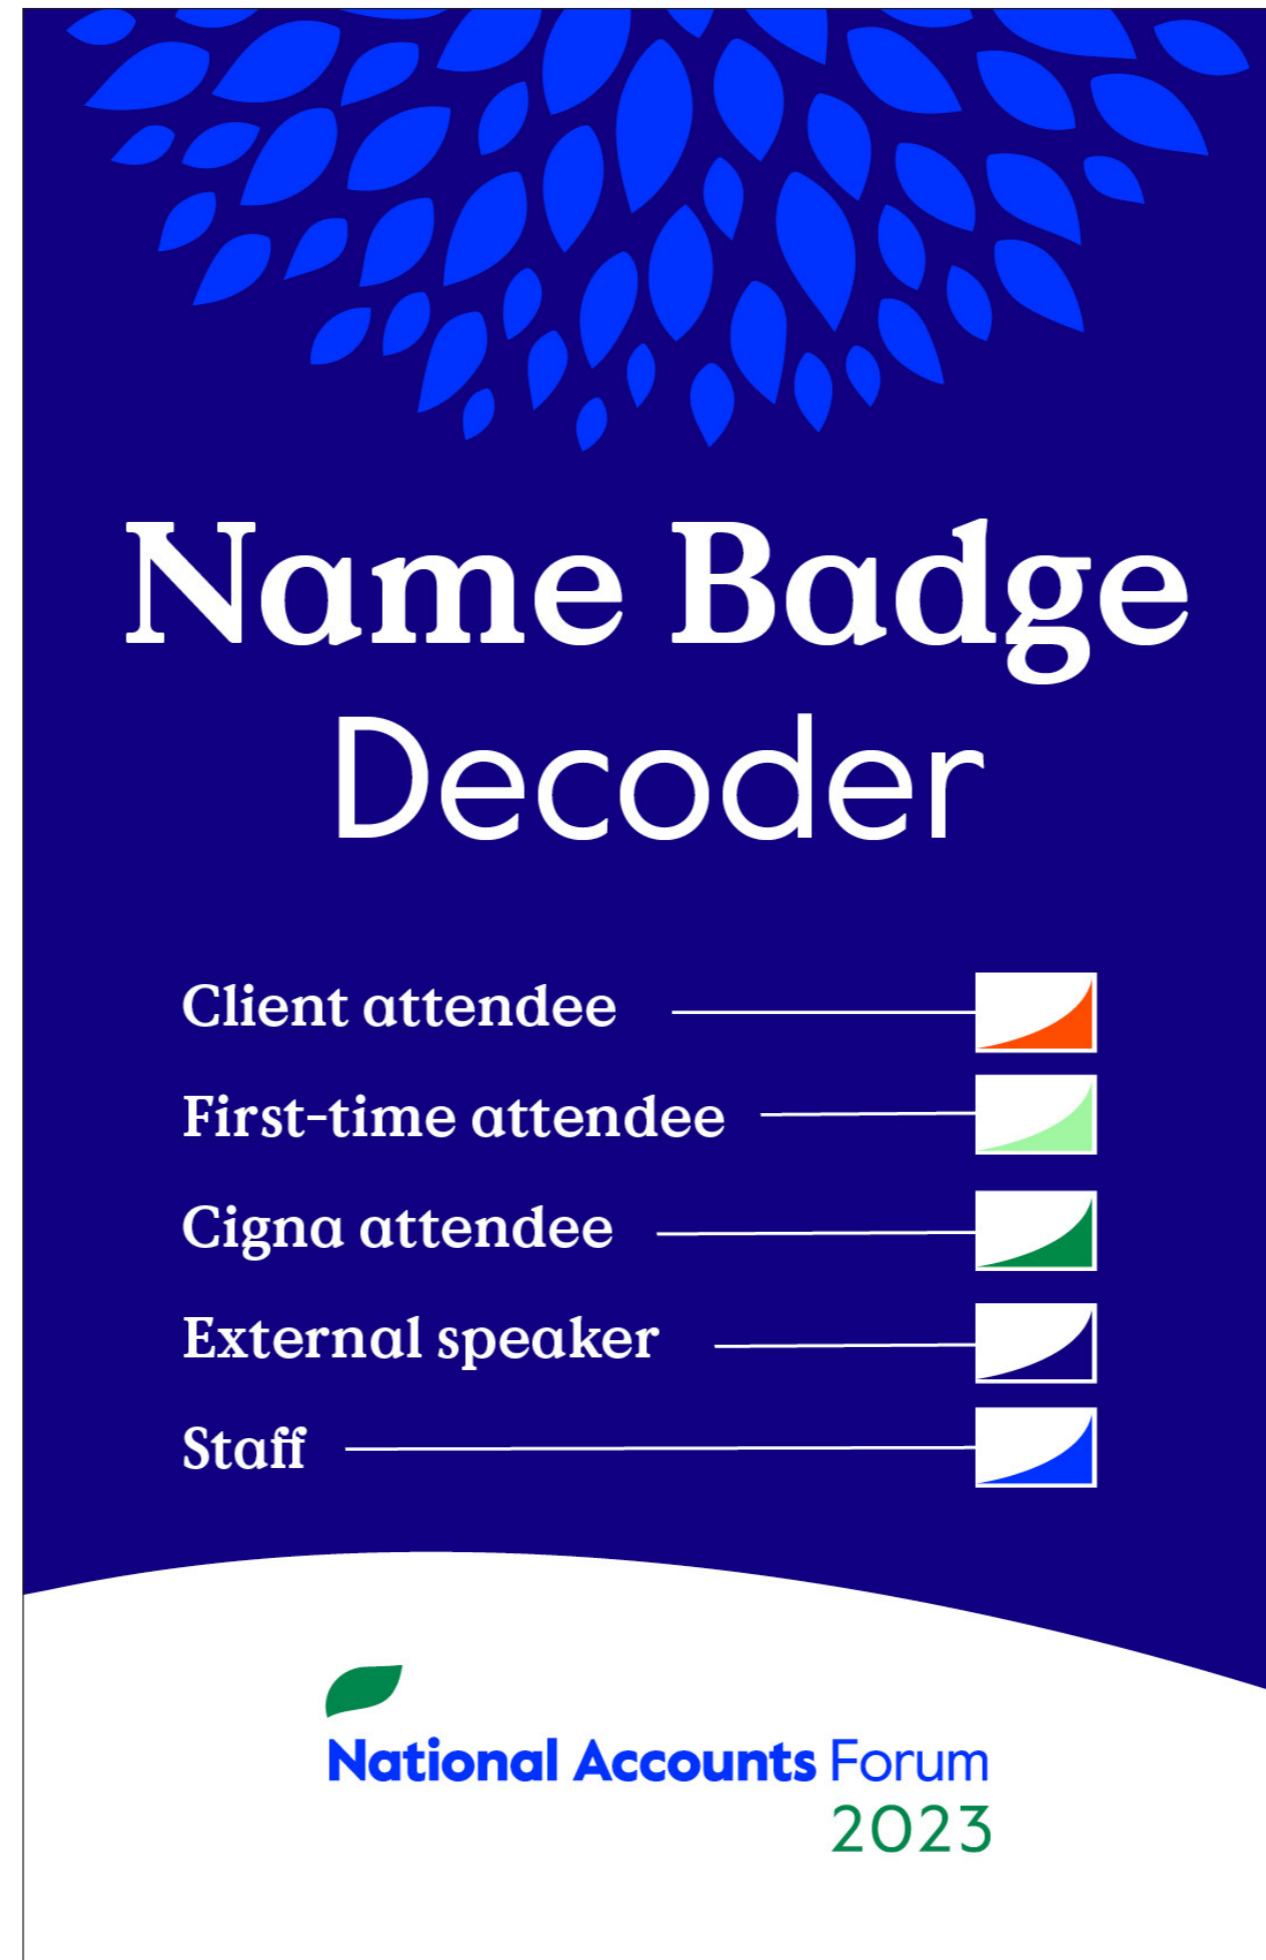 Name Badge
Decoder
Client attendee
First-time attendee
Cigna attendee
External speaker
Staff
National Accounts Forum
2023